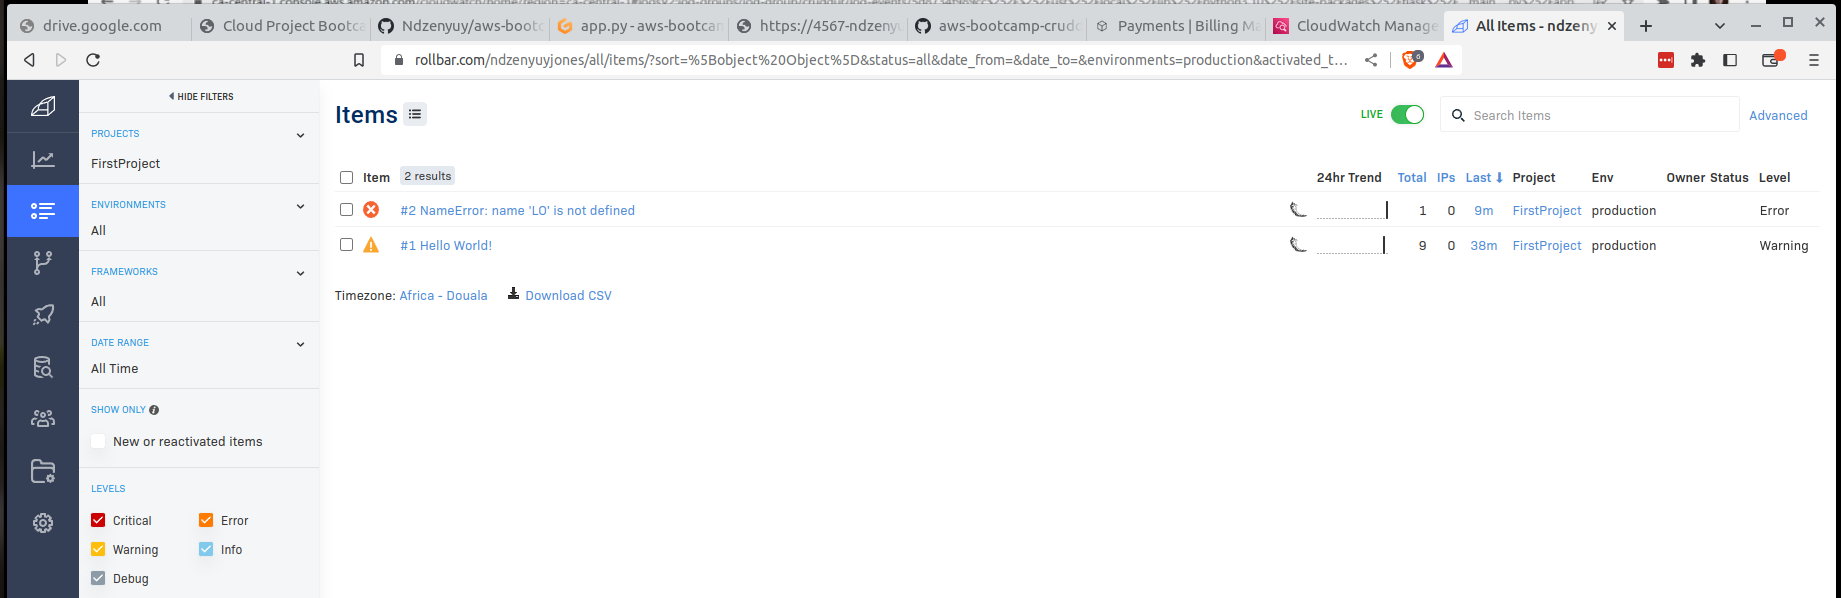 drive.google.com
Cloud Project Bootca
Ndzenyuy/aws-bootc
app.py - aws-bootcam
https://4567-ndzenyu
aws-bootcamp-crudd
Payments | Billing Ma
CloudWatch Manage
All Items - ndzeny
rollbar.com/ndzenyuyjones/all/items/?sort=%5Bobject%20Object%5D&status=all&date_from=&date_to=&environments=production&activated_t...
6
HIDE FILTERS
PROJECTS
FirstProject
ENVIRONMENTS
All
FRAMEWORKS
All
DATE RANGE
All Time
SHOW ONLY
New or reactivated items
LEVELS
Critical Error
Warning Info
Debug
Items
LIVE
Search Items
Advanced
Item 2 results 24hr Trend Total IPs Last Project Env Owner Status Level
#2 NameError: name 'LO' is not defined 1 0 9m FirstProject production Error
#1 Hello World! 9 0 38m FirstProject production Warning
Timezone: Africa - Douala Download CSV